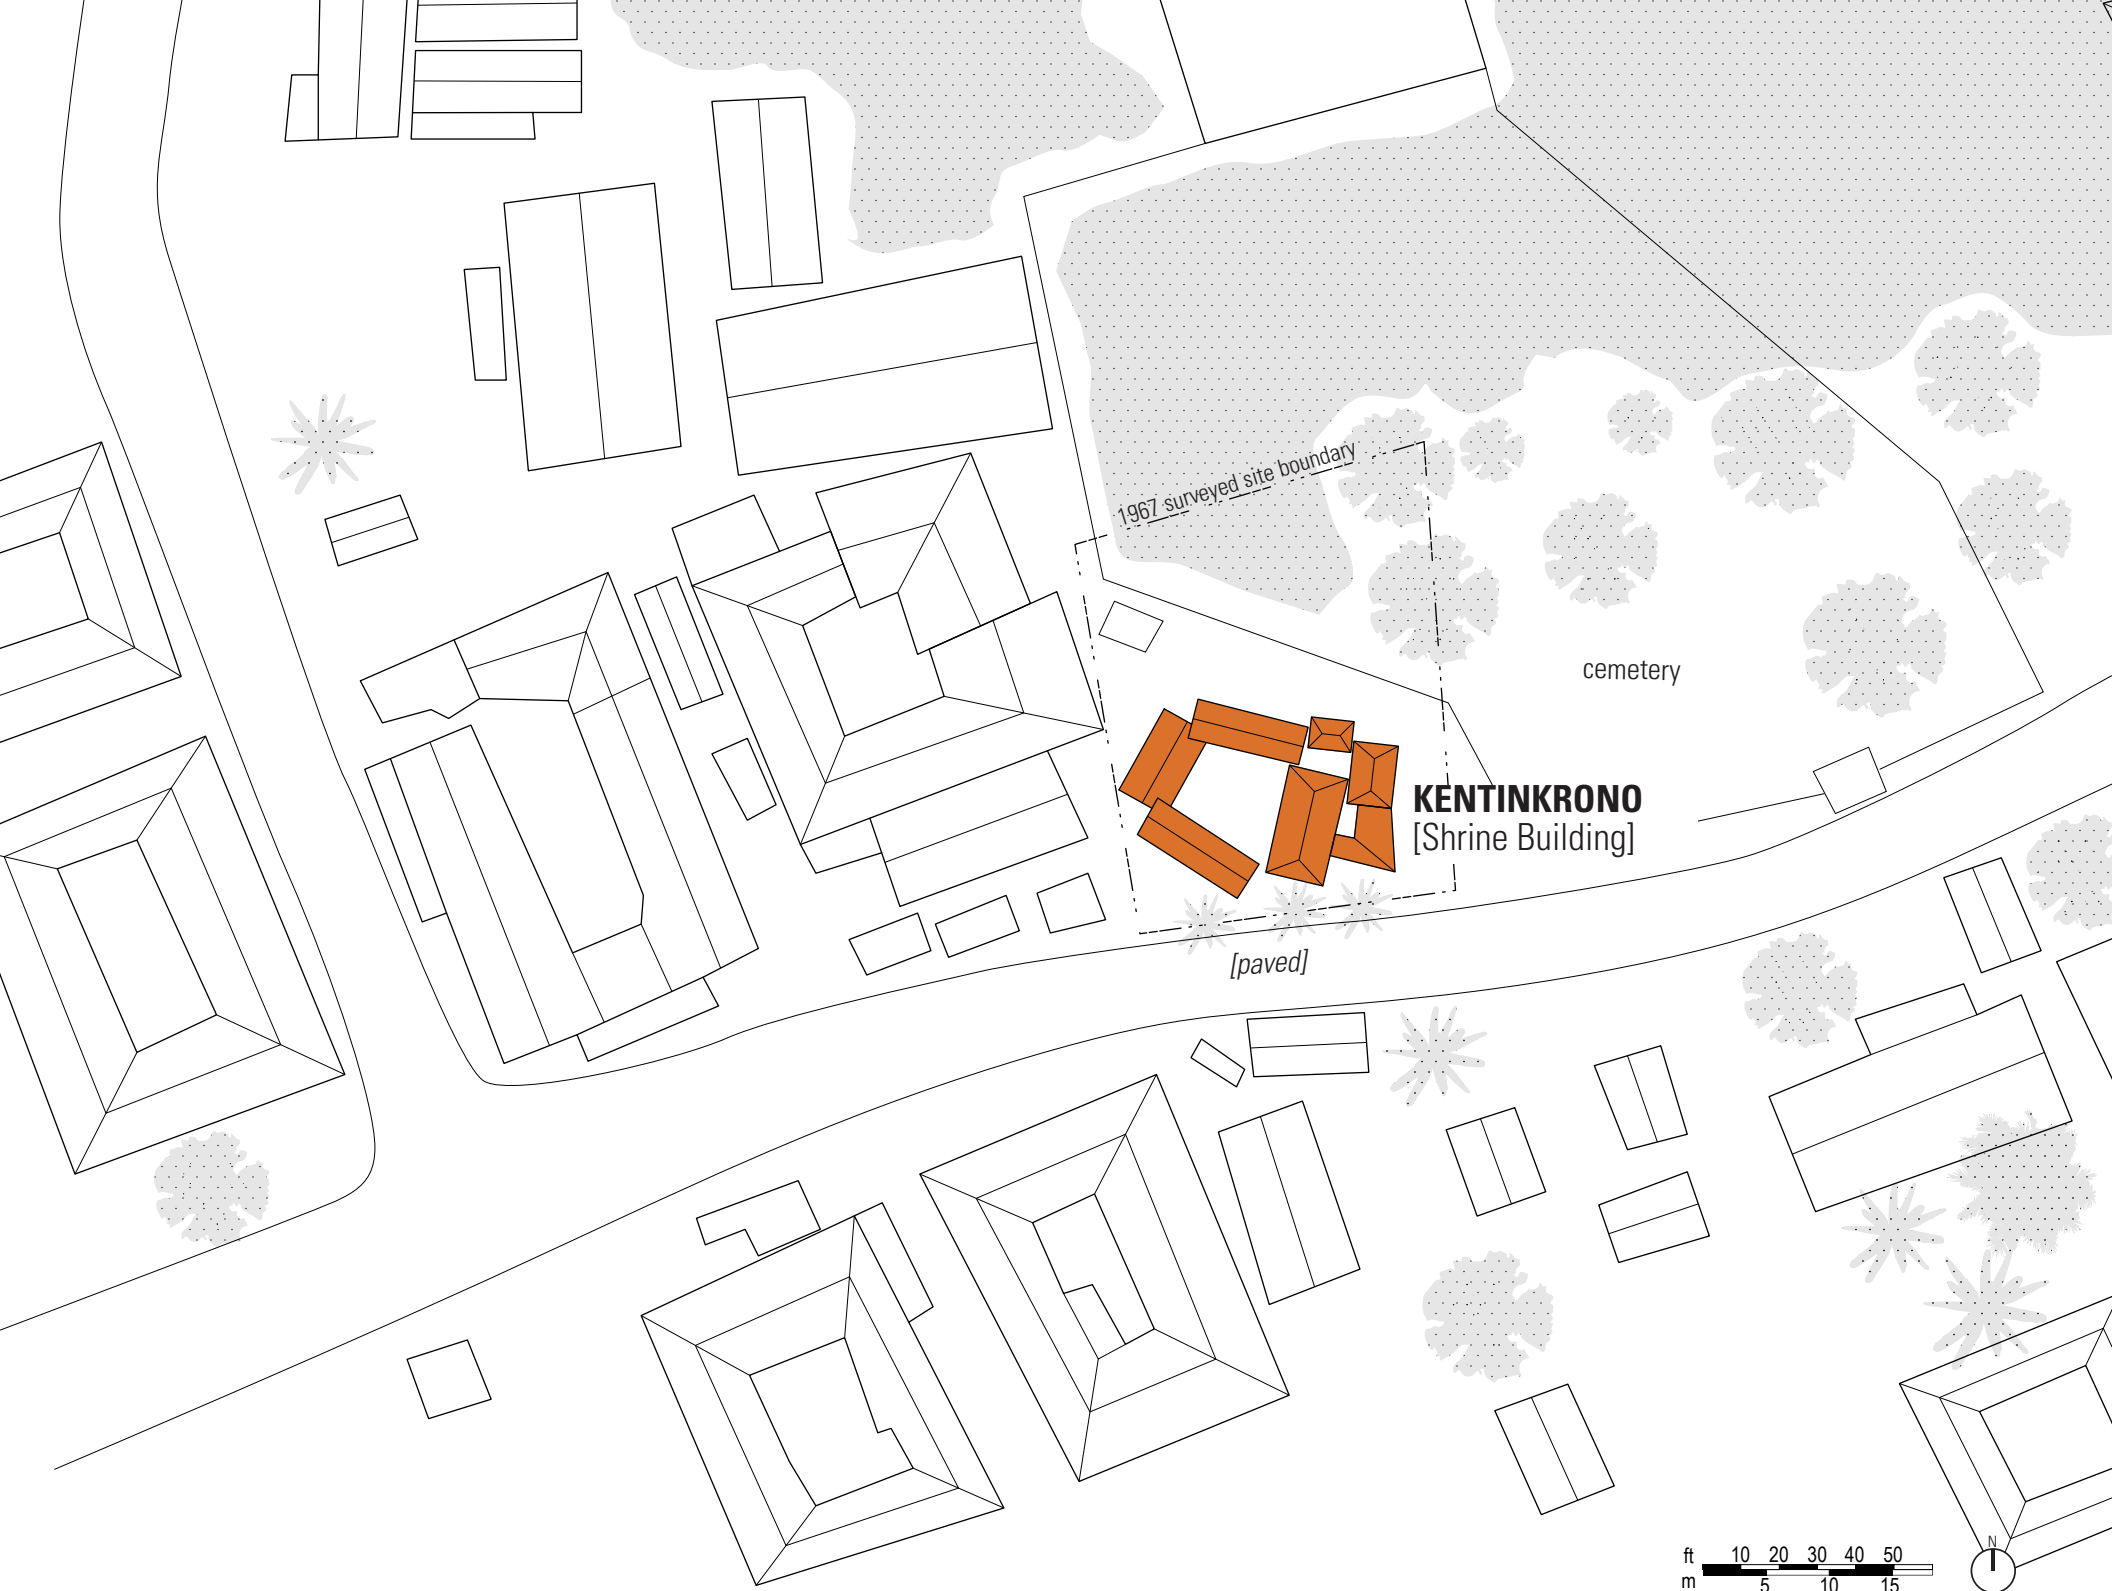 1967 surveyed site boundary
cemetery
KENTINKRONO
[Shrine Building]
[paved]
N
ft 10 20 30 40 50
m 5 10 15